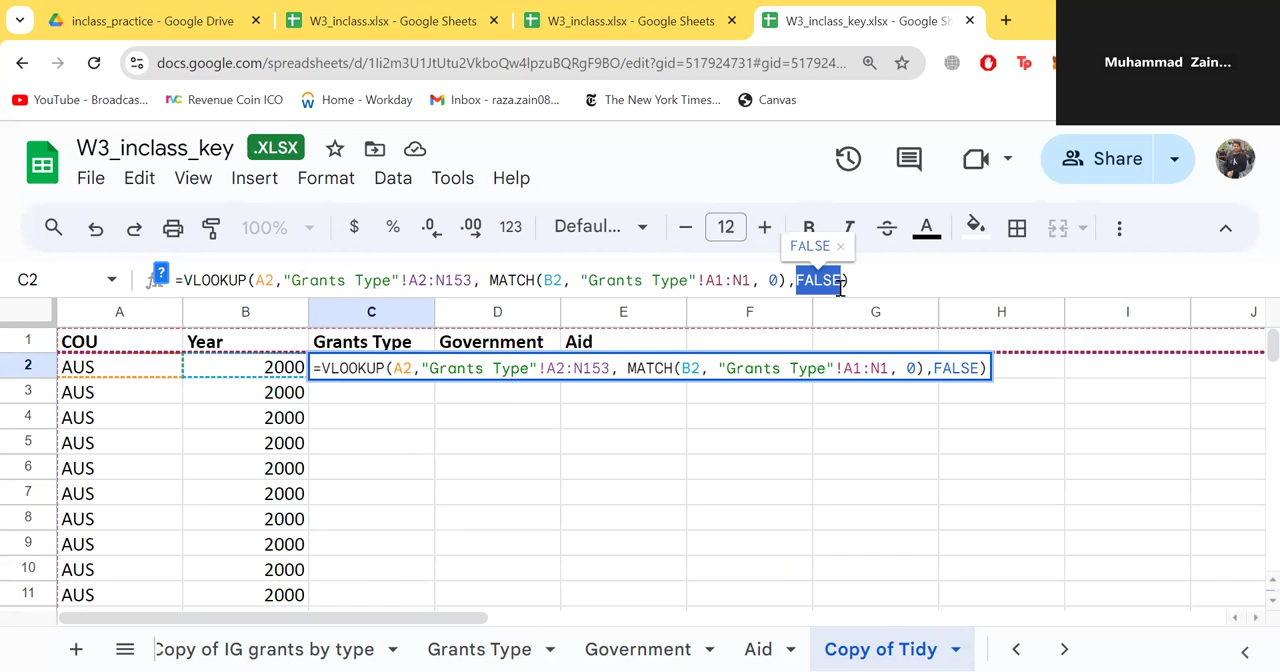 inclass_practice - Google Drive
W3_inclass.xlsx - Google Sheets
W3_inclass.xlsx - Google Sheets
W3_inclass_key.xlsx - Google Sh
docs.google.com/spreadsheets/d/1Ii2m3U1JtUtu2VkboQw4lpzuBQRgF9BO/edit?gid=517924731#gid=517924...
Muhammad Zain...
YouTube - Broadcas...
Revenue Coin ICO
Home - Workday
Inbox - raza.zain08...
The New York Times...
Canvas
W3_inclass_key .XLSX
File Edit View Insert Format Data Tools Help
Share
100% $ % .0 .00 123 Defaul... − 12 + B I S A
FALSE ×
C2 =VLOOKUP(A2,"Grants Type"!A2:N153, MATCH(B2, "Grants Type"!A1:N1, 0),FALSE)
A B C D E F G H I J
1 COU Year Grants Type Government Aid
2 AUS 2000 =VLOOKUP(A2,"Grants Type"!A2:N153, MATCH(B2, "Grants Type"!A1:N1, 0),FALSE)
3 AUS 2000
4 AUS 2000
5 AUS 2000
6 AUS 2000
7 AUS 2000
8 AUS 2000
9 AUS 2000
10 AUS 2000
11 AUS 2000
Copy of IG grants by type Grants Type Government Aid Copy of Tidy